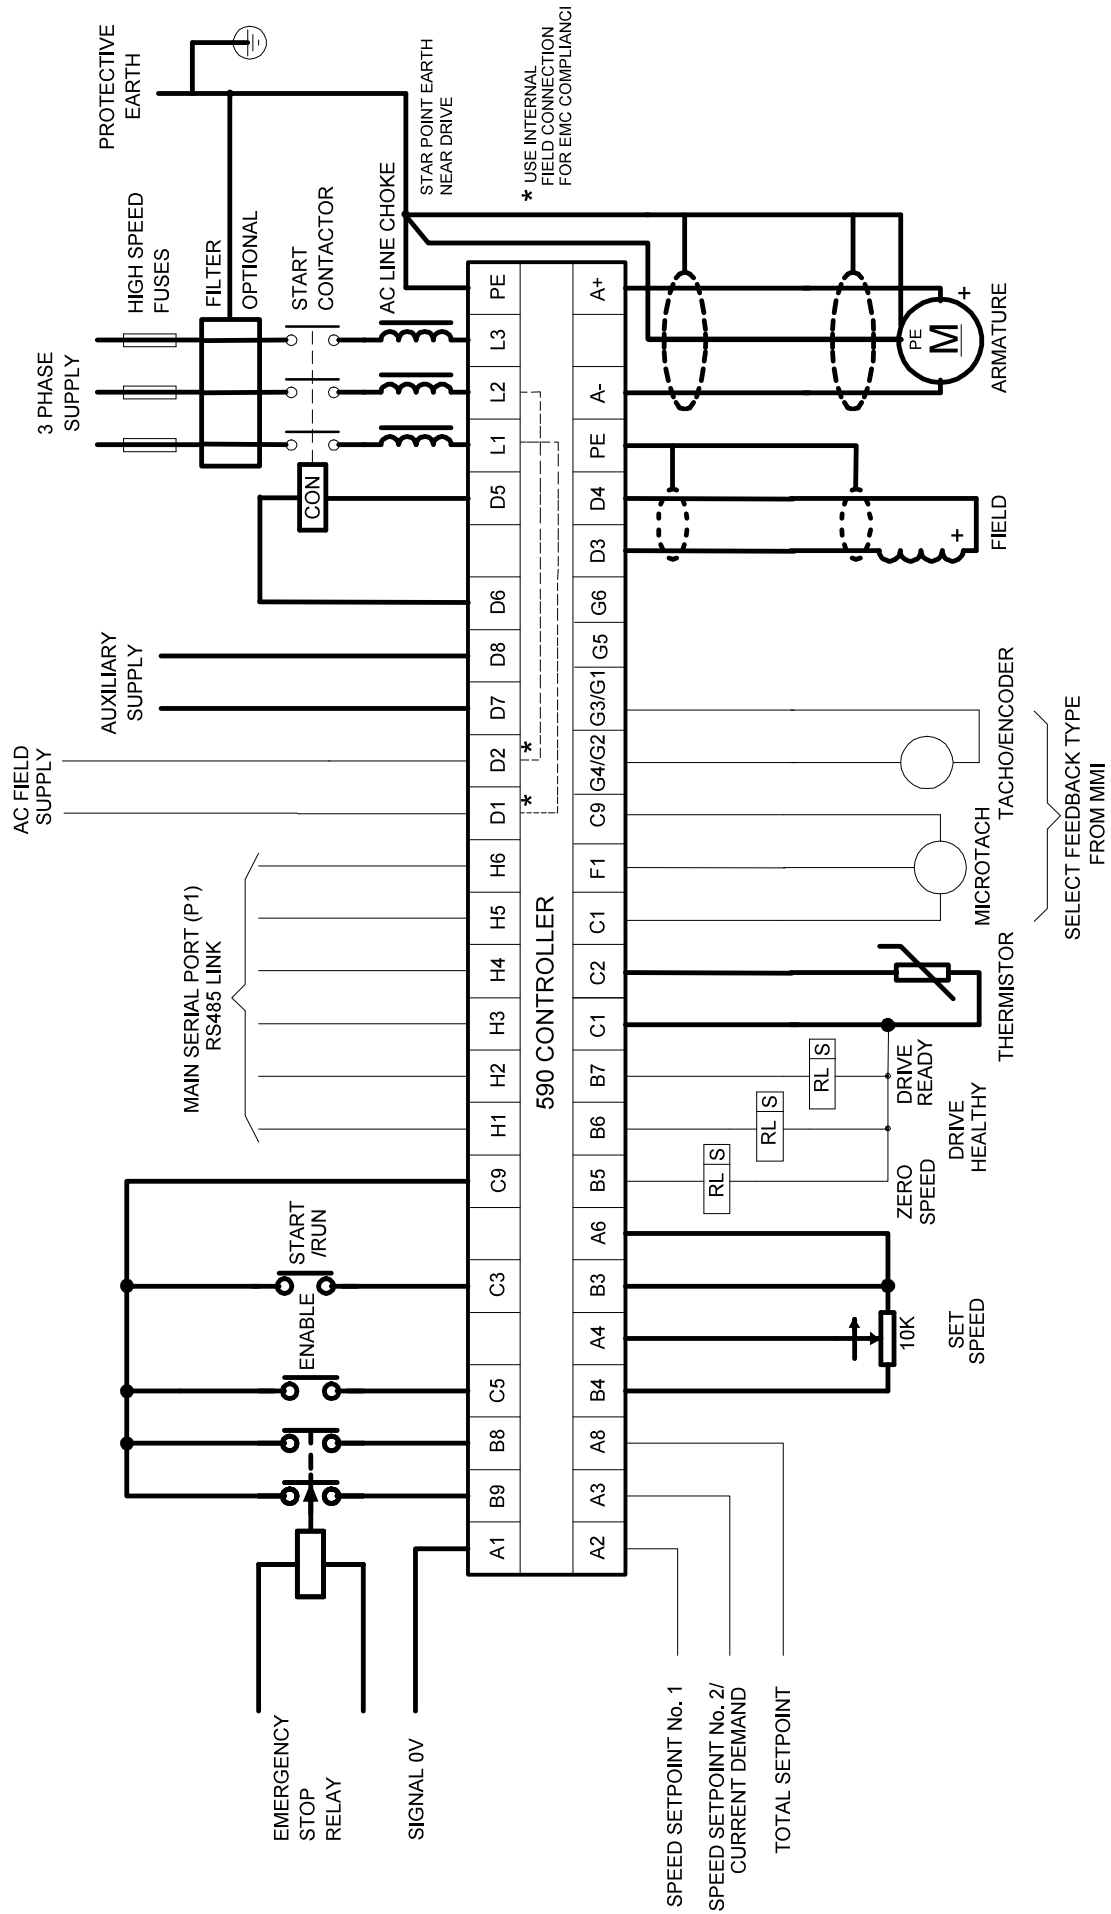 EMERGENCY
STOP
RELAY
SIGNAL 0V
ENABLE
START
/RUN
MAIN SERIAL PORT (P1)
RS485 LINK
AC FIELD
SUPPLY
AUXILIARY
SUPPLY
CON
3 PHASE
SUPPLY
HIGH SPEED
FUSES
FILTER
OPTIONAL
START
CONTACTOR
AC LINE CHOKE
PROTECTIVE
EARTH
STAR POINT EARTH
NEAR DRIVE
* USE INTERNAL
FIELD CONNECTION
FOR EMC COMPLIANCI
A1
B9
B8
C5
C3
C9
H1
H2
H3
H4
H5
H6
D1
*
D2
*
D7
D8
D6
D5
L1
L2
L3
PE
590 CONTROLLER
A2
A3
A8
B4
A4
B3
A6
B5
B6
B7
C1
C2
C1
F1
C9
G4/G2
G3/G1
G5
G6
D3
D4
PE
A-
A+
SPEED SETPOINT No. 1
SPEED SETPOINT No. 2/
CURRENT DEMAND
TOTAL SETPOINT
10K
SET
SPEED
RL S
ZERO
SPEED
RL S
DRIVE
HEALTHY
RL S
DRIVE
READY
THERMISTOR
MICROTACH
TACHO/ENCODER
SELECT FEEDBACK TYPE
FROM MMI
+
FIELD
PE
M
+
ARMATURE